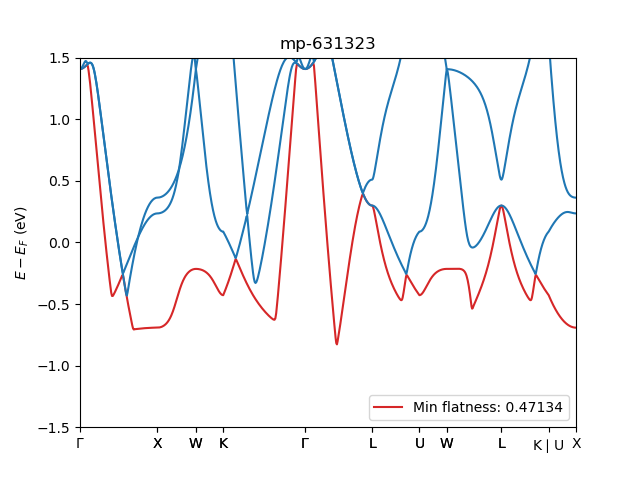 mp-631323
E − E_F (eV)
1.5
1.0
0.5
0.0
−0.5
−1.0
−1.5
Min flatness: 0.47134
Γ X W K Γ L U W L K | U X